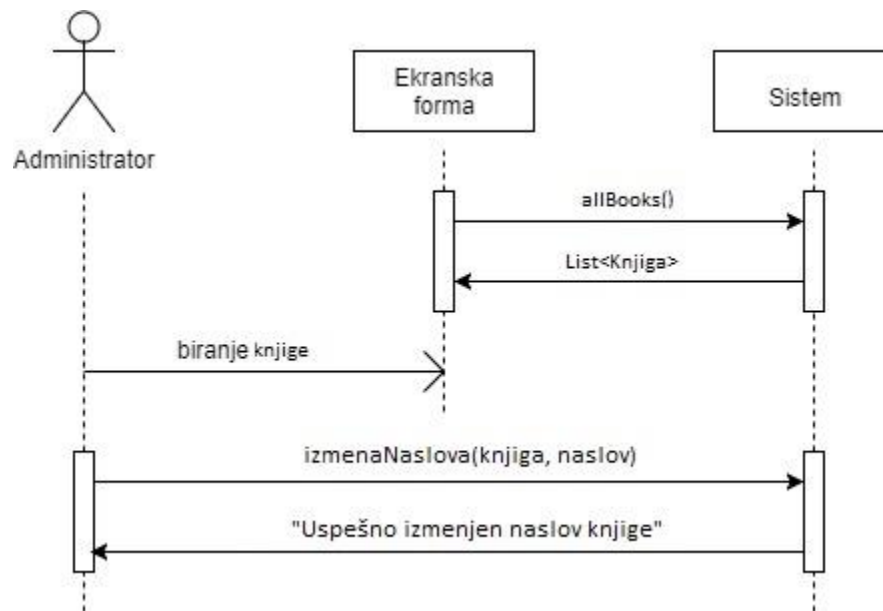 Ekranska
forma
Sistem
Administrator
allBooks()
List<Knjiga>
biranje knjige
izmenaNaslova(knjiga, naslov)
"Uspešno izmenjen naslov knjige"